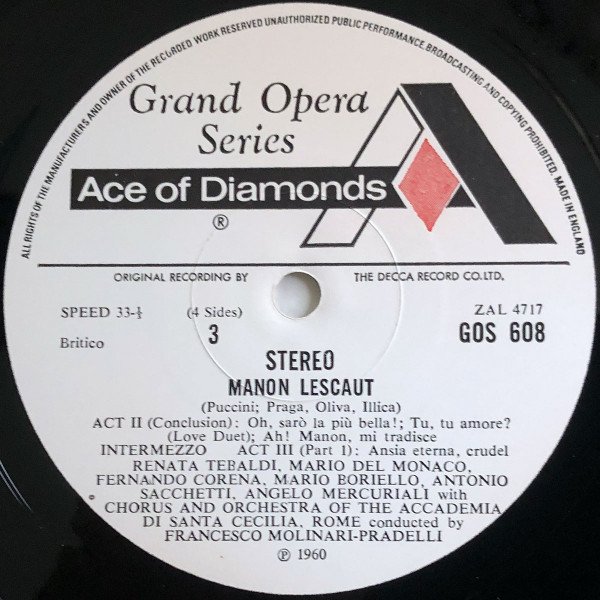 ALL RIGHTS OF THE MANUFACTURERS AND OWNER OF THE RECORDED WORK RESERVED UNAUTHORIZED PUBLIC PERFORMANCE, BROADCASTING AND COPYING PROHIBITED. MADE IN ENGLAND
Grand Opera
Series
Ace of Diamonds
®
ORIGINAL RECORDING BY THE DECCA RECORD CO. LTD.
SPEED 33-⅓ (4 Sides) ZAL 4717
3 GOS 608
Britico
STEREO
MANON LESCAUT
(Puccini; Praga, Oliva, Illica)
ACT II (Conclusion): Oh, sarò la più bella!; Tu, tu amore?
(Love Duet); Ah! Manon, mi tradisce
INTERMEZZO ACT III (Part 1): Ansia eterna, crudel
RENATA TEBALDI, MARIO DEL MONACO,
FERNANDO CORENA, MARIO BORIELLO, ANTONIO
SACCHETTI, ANGELO MERCURIALI with
CHORUS AND ORCHESTRA OF THE ACCADEMIA
DI SANTA CECILIA, ROME conducted by
FRANCESCO MOLINARI-PRADELLI
℗ 1960